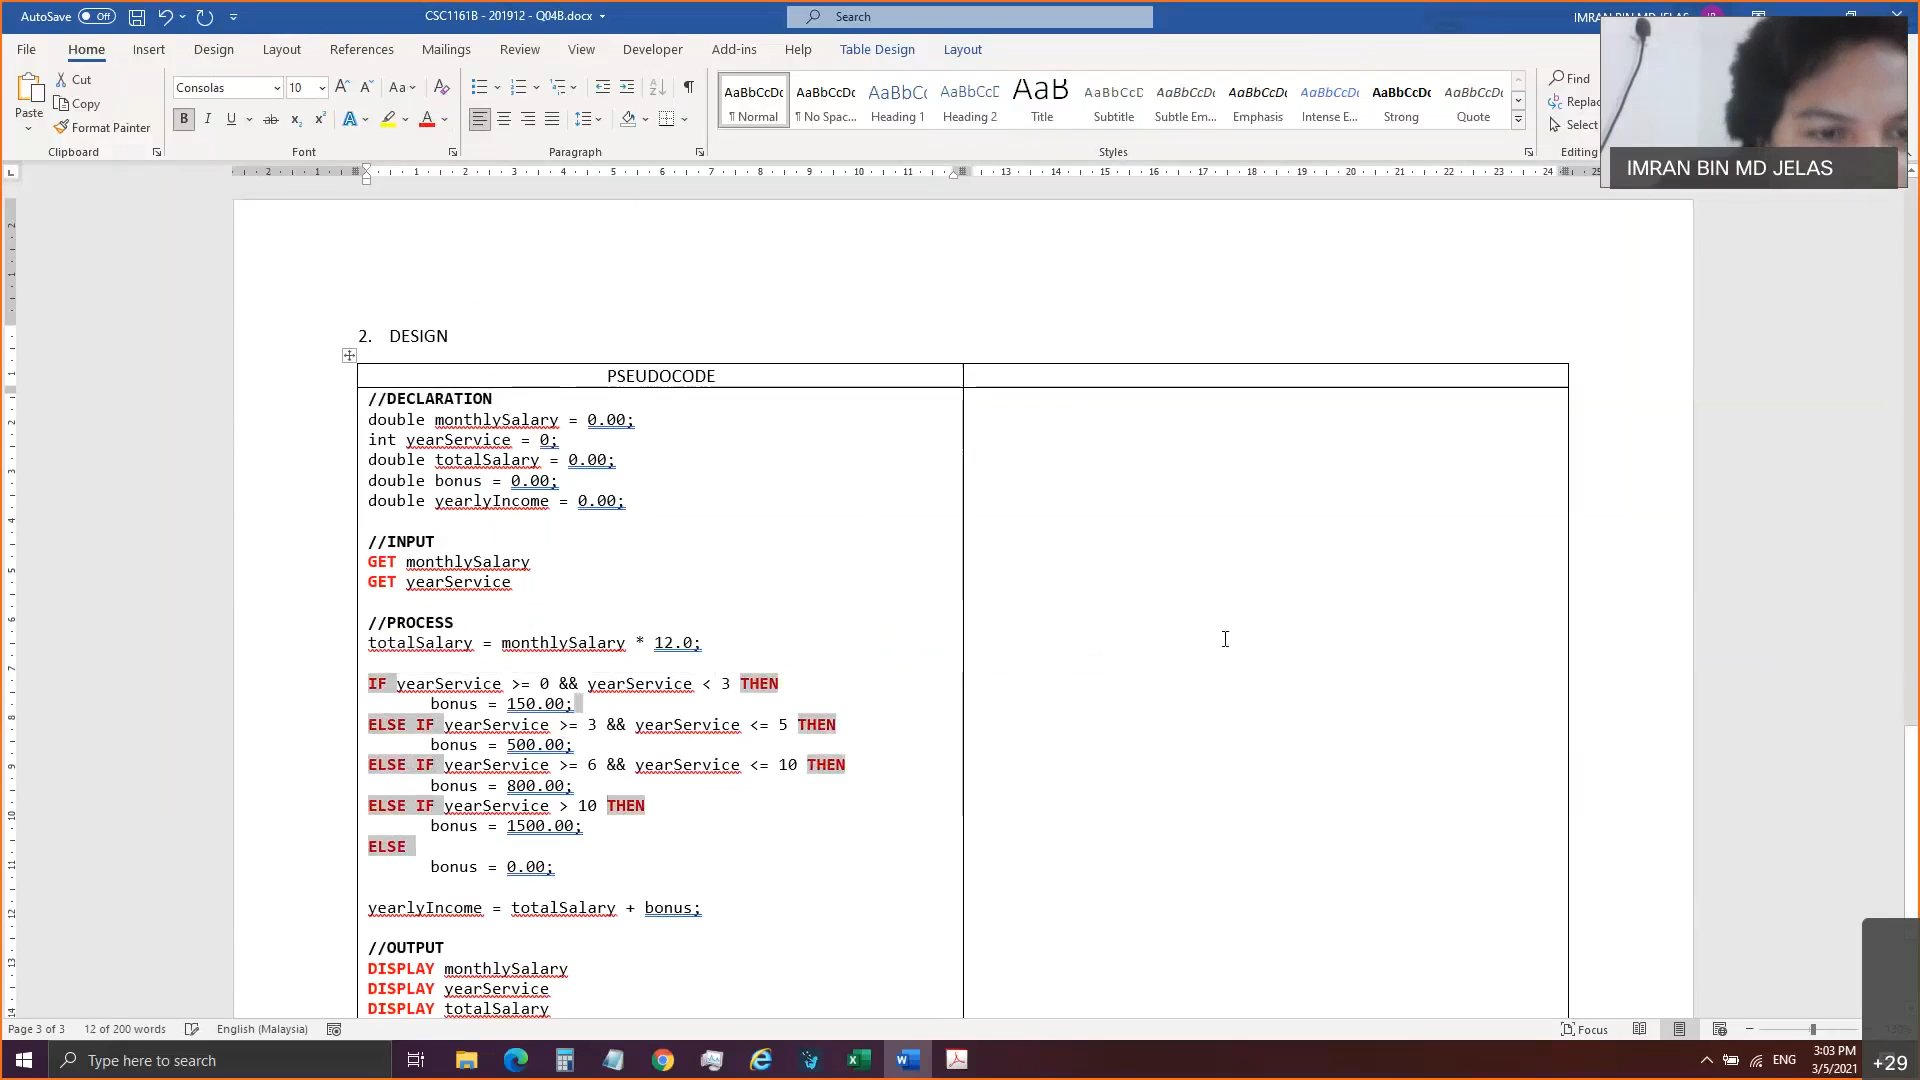 AutoSave Off CSC1161B - 201912 - Q04B.docx Search
File Home Insert Design Layout References Mailings Review View Developer Add-ins Help Table Design Layout
Paste Cut Copy Format Painter Clipboard
Consolas 10 Font
Paragraph
AaBbCcDc AaBbCcDc AaBbCc AaBbCcD AaB AaBbCcD AaBbCcDc AaBbCcDc AaBbCcDc AaBbCcDc AaBbCcDc
¶ Normal ¶ No Spac... Heading 1 Heading 2 Title Subtitle Subtle Em... Emphasis Intense E... Strong Quote
Styles
Find
Select
Editing
IMRAN BIN MD JELAS
2. DESIGN
PSEUDOCODE
//DECLARATION
double monthlySalary = 0.00;
int yearService = 0;
double totalSalary = 0.00;
double bonus = 0.00;
double yearlyIncome = 0.00;
//INPUT
GET monthlySalary
GET yearService
//PROCESS
totalSalary = monthlySalary * 12.0;
IF yearService >= 0 && yearService < 3 THEN
bonus = 150.00;
ELSE IF yearService >= 3 && yearService <= 5 THEN
bonus = 500.00;
ELSE IF yearService >= 6 && yearService <= 10 THEN
bonus = 800.00;
ELSE IF yearService > 10 THEN
bonus = 1500.00;
ELSE
bonus = 0.00;
yearlyIncome = totalSalary + bonus;
//OUTPUT
DISPLAY monthlySalary
DISPLAY yearService
DISPLAY totalSalary
Page 3 of 3 12 of 200 words English (Malaysia) Focus
Type here to search
ENG
3:03 PM
3/5/2021
+29